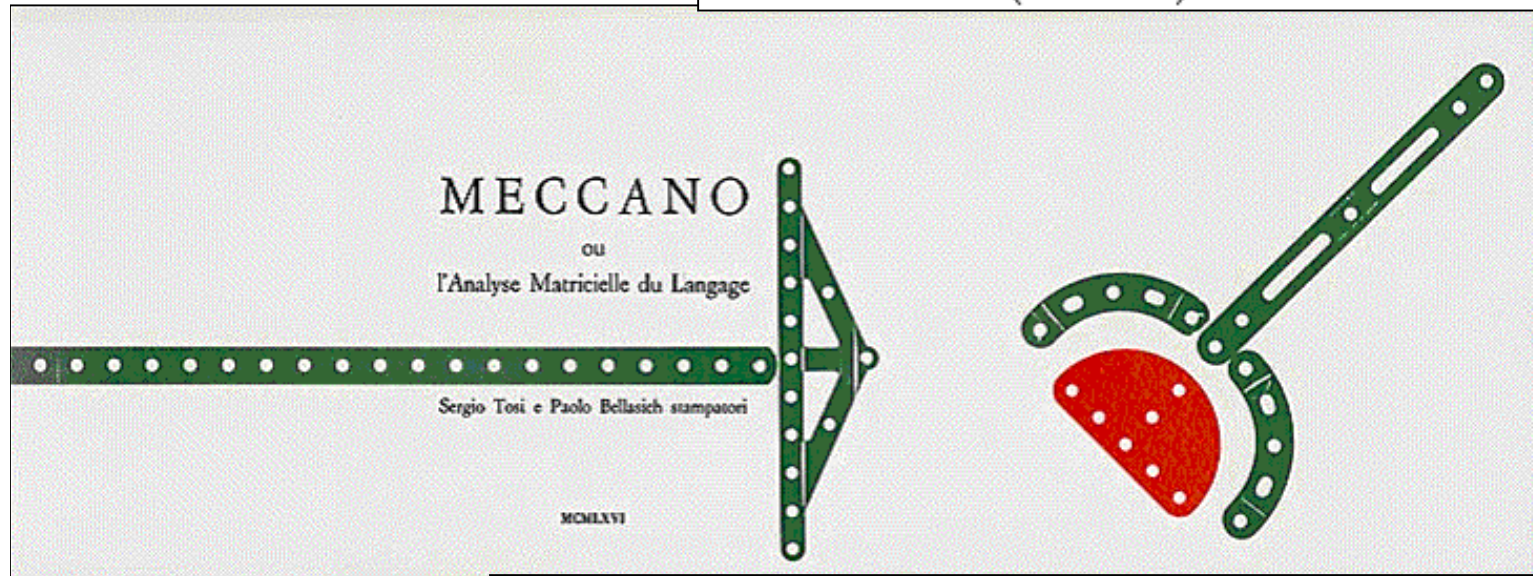 MECCANO
ou
l'Analyse Matricielle du Langage
Sergio Tosi e Paolo Bellasich stampatori
MCMLXVI